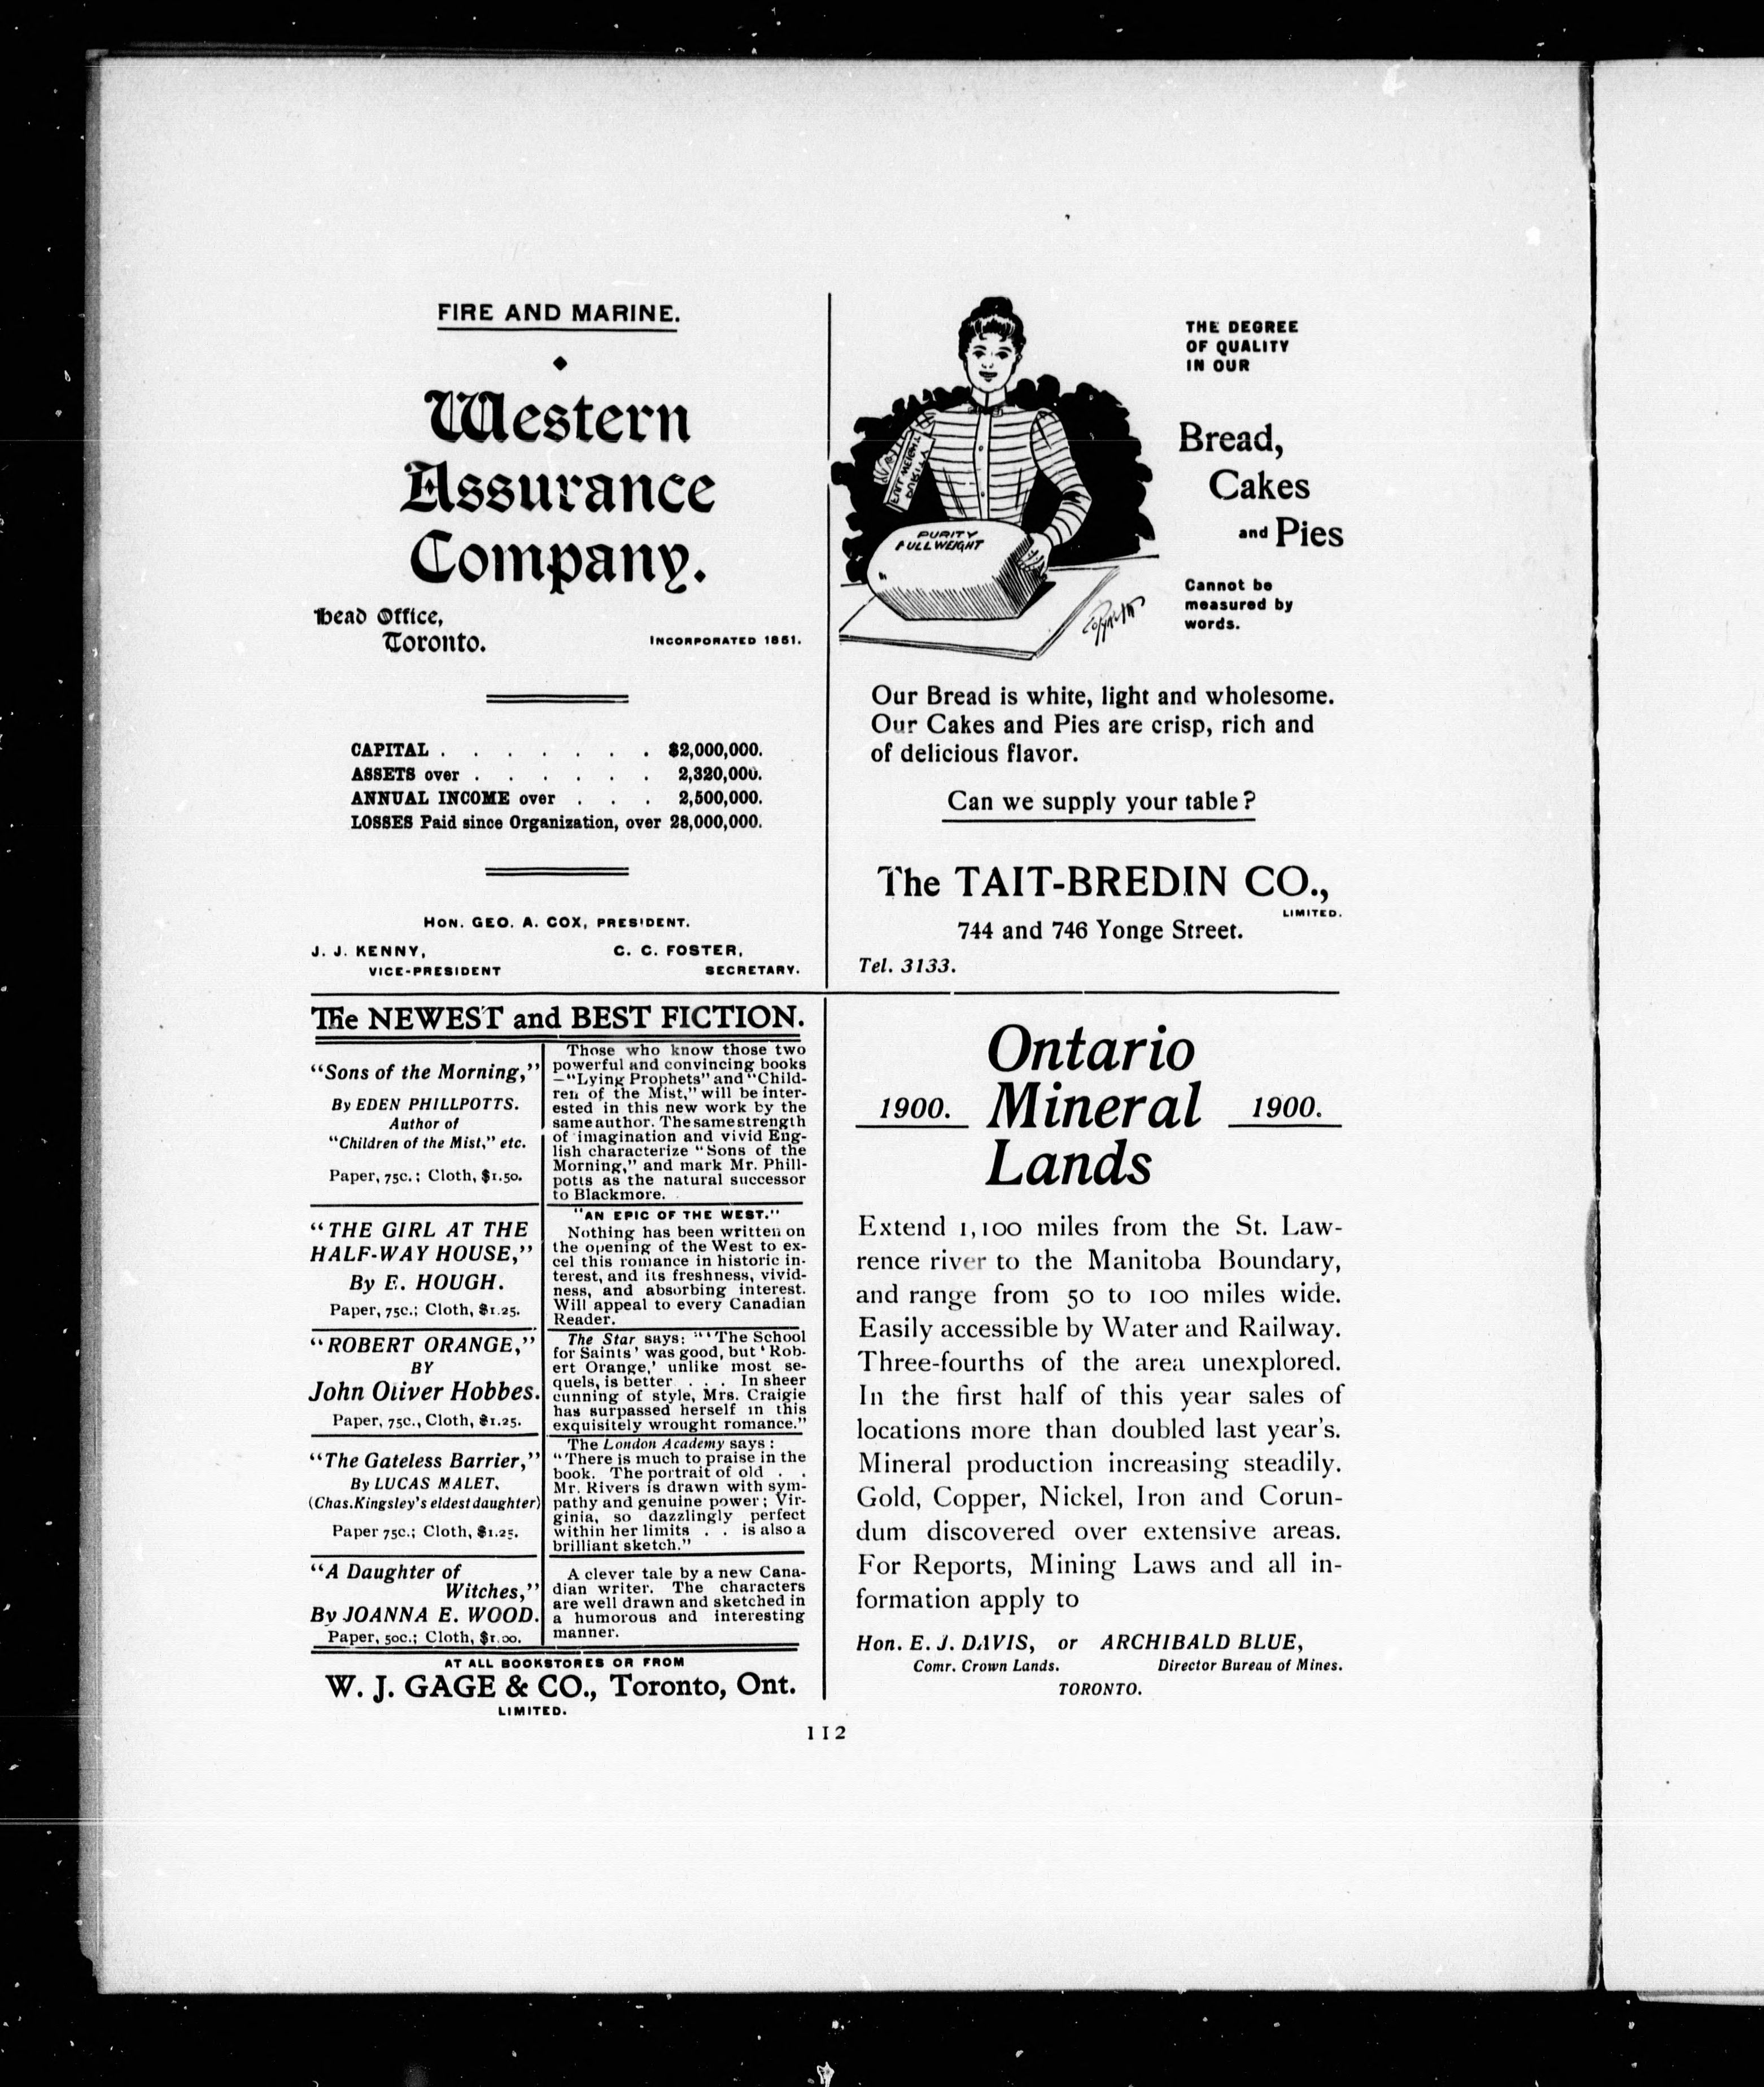 FIRE AND MARINE.
Western
Assurance
Company.
Head Office,
Toronto.
INCORPORATED 1851.
CAPITAL . . . . . . . $2,000,000.
ASSETS over . . . . . . 2,320,000.
ANNUAL INCOME over . . . 2,500,000.
LOSSES Paid since Organization, over 28,000,000.
HON. GEO. A. COX, PRESIDENT.
J. J. KENNY, C. C. FOSTER,
VICE-PRESIDENT SECRETARY.
THE DEGREE
OF QUALITY
IN OUR
Bread,
Cakes
and Pies
Cannot be
measured by
words.
PURITY
FULL WEIGHT
PURITY
FULL WEIGHT
Copyright
Our Bread is white, light and wholesome.
Our Cakes and Pies are crisp, rich and
of delicious flavor.
Can we supply your table?
The TAIT-BREDIN CO.,
LIMITED.
744 and 746 Yonge Street.
Tel. 3133.
The NEWEST and BEST FICTION.
"Sons of the Morning,"
By EDEN PHILLPOTTS.
Author of
"Children of the Mist," etc.
Paper, 75c.; Cloth, $1.50.
Those who know those two
powerful and convincing books
—"Lying Prophets" and "Child-
ren of the Mist," will be inter-
ested in this new work by the
same author. The same strength
of imagination and vivid Eng-
lish characterize "Sons of the
Morning," and mark Mr. Phill-
potts as the natural successor
to Blackmore.
"THE GIRL AT THE
HALF-WAY HOUSE,"
By E. HOUGH.
Paper, 75c.; Cloth, $1.25.
"AN EPIC OF THE WEST."
Nothing has been written on
the opening of the West to ex-
cel this romance in historic in-
terest, and its freshness, vivid-
ness, and absorbing interest.
Will appeal to every Canadian
Reader.
"ROBERT ORANGE,"
BY
John Oliver Hobbes.
Paper, 75c., Cloth, $1.25.
The Star says: "'The School
for Saints' was good, but 'Rob-
ert Orange,' unlike most se-
quels, is better . . . In sheer
cunning of style, Mrs. Craigie
has surpassed herself in this
exquisitely wrought romance."
"The Gateless Barrier,"
By LUCAS MALET.
(Chas. Kingsley's eldest daughter)
Paper 75c.; Cloth, $1.25.
The London Academy says:
"There is much to praise in the
book. The portrait of old . .
Mr. Rivers is drawn with sym-
pathy and genuine power; Vir-
ginia, so dazzlingly perfect
within her limits . . is also a
brilliant sketch."
"A Daughter of
Witches,"
By JOANNA E. WOOD.
Paper, 50c.; Cloth, $1.00.
A clever tale by a new Cana-
dian writer. The characters
are well drawn and sketched in
a humorous and interesting
manner.
AT ALL BOOKSTORES OR FROM
W. J. GAGE & CO., Toronto, Ont.
LIMITED.
Ontario
1900. Mineral 1900.
Lands
Extend 1,100 miles from the St. Law-
rence river to the Manitoba Boundary,
and range from 50 to 100 miles wide.
Easily accessible by Water and Railway.
Three-fourths of the area unexplored.
In the first half of this year sales of
locations more than doubled last year's.
Mineral production increasing steadily.
Gold, Copper, Nickel, Iron and Corun-
dum discovered over extensive areas.
For Reports, Mining Laws and all in-
formation apply to
Hon. E. J. DAVIS, or ARCHIBALD BLUE,
Comr. Crown Lands. Director Bureau of Mines.
TORONTO.
112